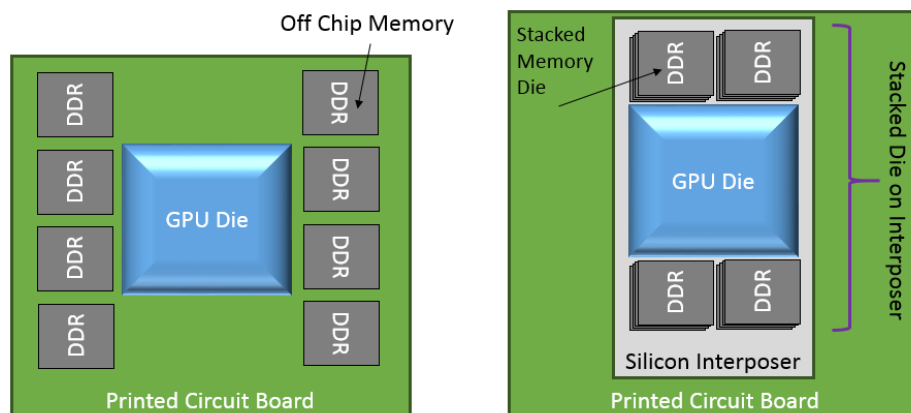 Off Chip Memory
DDR
DDR
DDR
DDR
GPU Die
DDR
DDR
DDR
DDR
Printed Circuit Board
Stacked
Memory
Die
DDR
DDR
GPU Die
DDR
DDR
Silicon Interposer
Printed Circuit Board
Stacked Die on Interposer